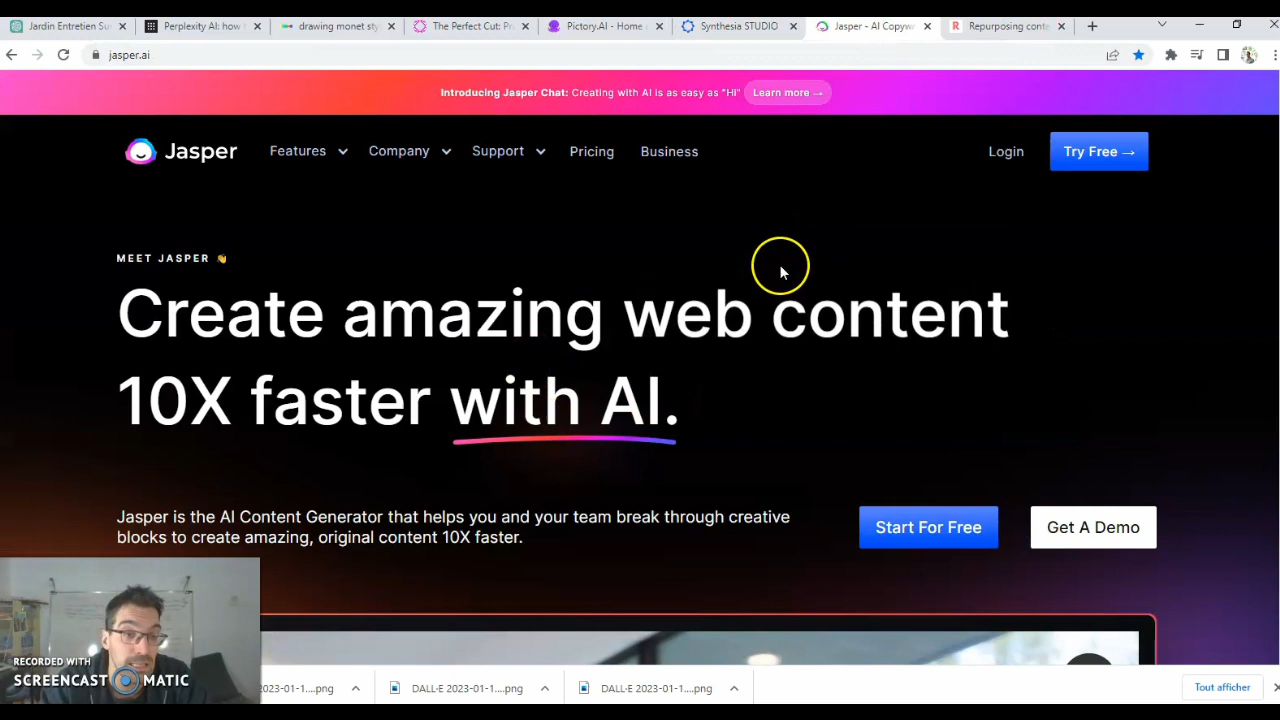 Jardin Entretien Su
Perplexity AI: how
drawing monet sty
The Perfect Cut: Pr
Pictory.AI - Home
Synthesia STUDIO
Jasper - AI Copyw
Repurposing conte
jasper.ai
Introducing Jasper Chat: Creating with AI is as easy as "Hi" Learn more →
Jasper
Features
Company
Support
Pricing
Business
Login
Try Free →
MEET JASPER 👋
Create amazing web content
10X faster with AI.
Jasper is the AI Content Generator that helps you and your team break through creative
blocks to create amazing, original content 10X faster.
Start For Free
Get A Demo
RECORDED WITH
SCREENCAST MATIC
2023-01-1....png
DALL·E 2023-01-1....png
DALL·E 2023-01-1....png
Tout afficher